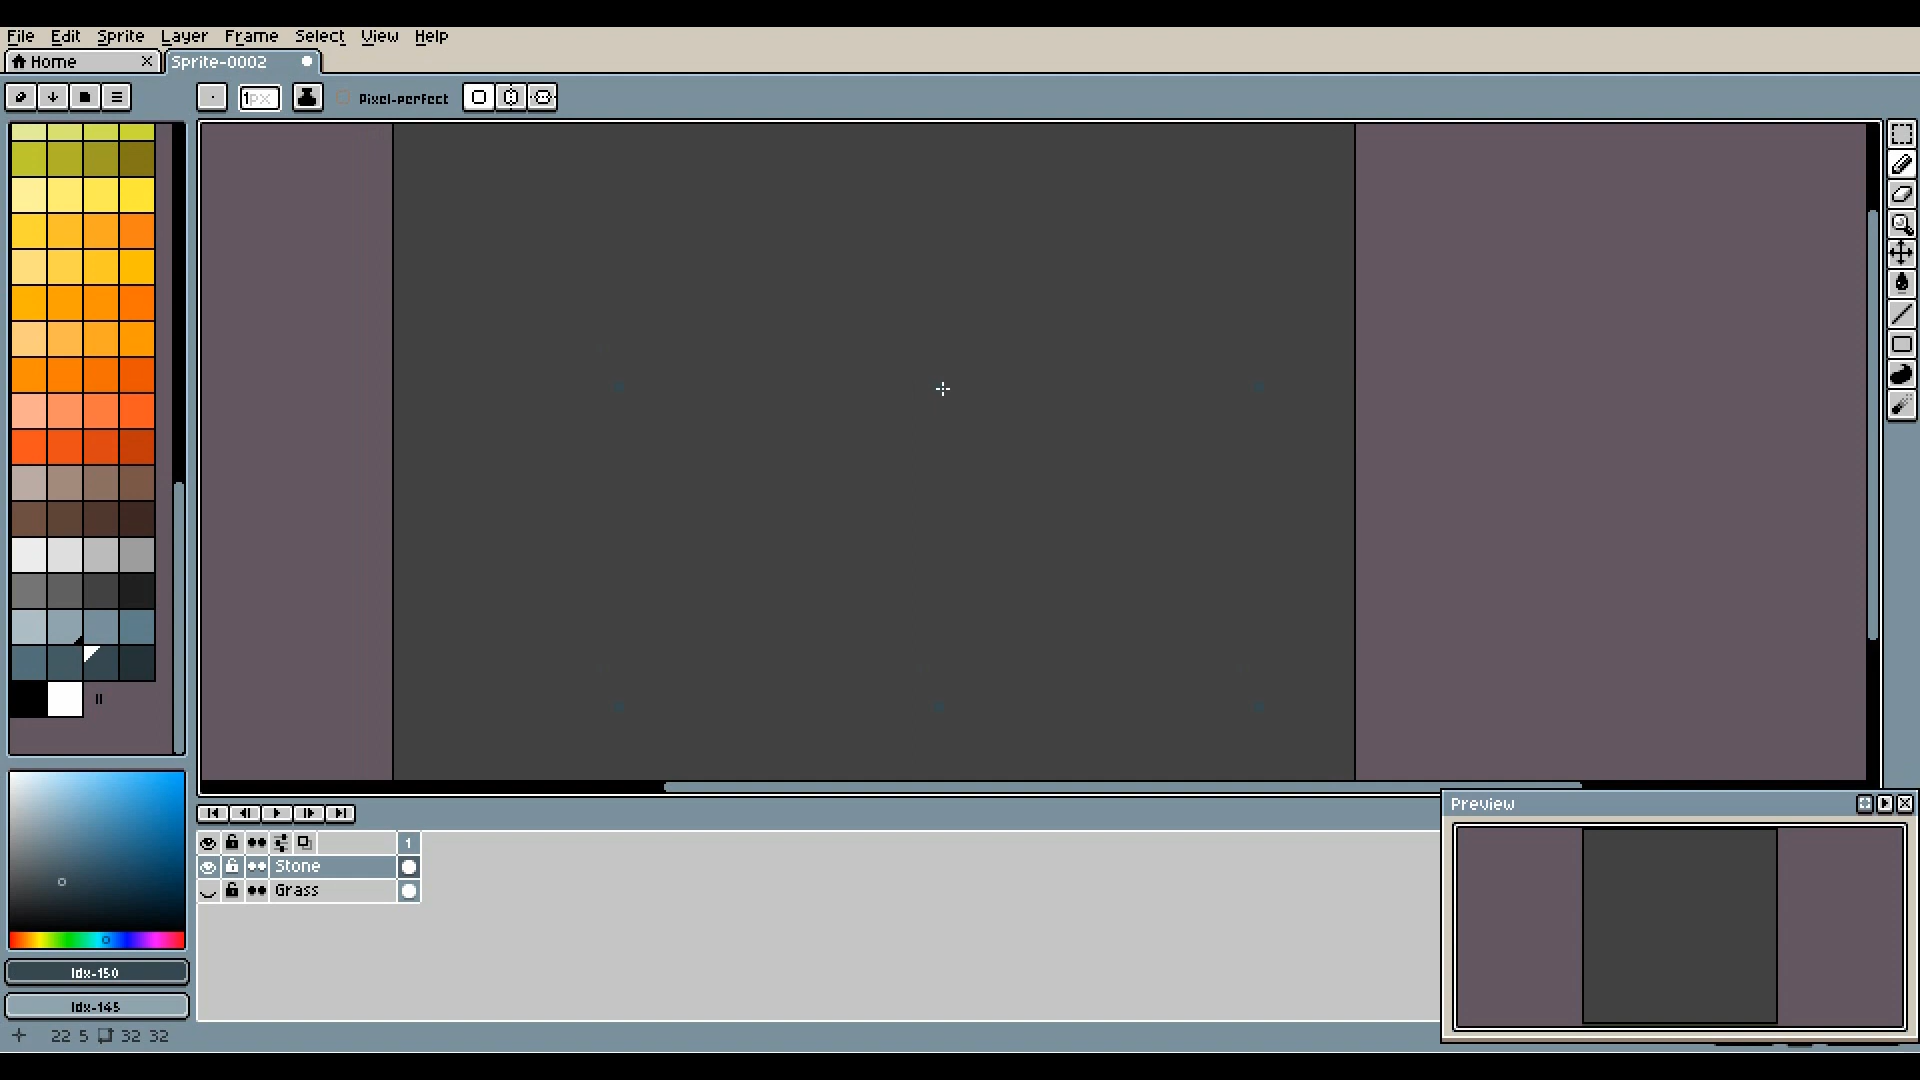 File Edit Sprite Layer Frame Select View Help
Home Sprite-0002
1px Pixel-perfect
1
Stone
Grass
Preview
Idx-150
Idx-145
22 5 32 32